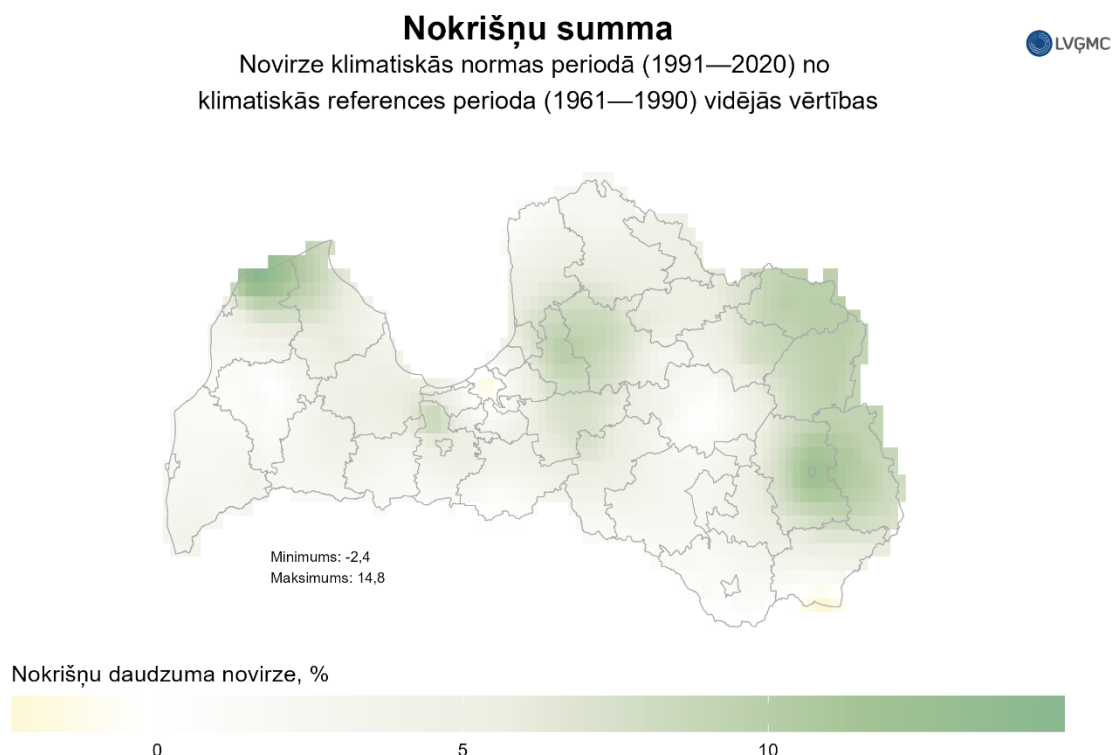 Nokrišņu summa
Novirze klimatiskās normas periodā (1991—2020) no
klimatiskās references perioda (1961—1990) vidējās vērtības
LVĢMC
Minimums: -2,4
Maksimums: 14,8
Nokrišņu daudzuma novirze, %
0 5 10